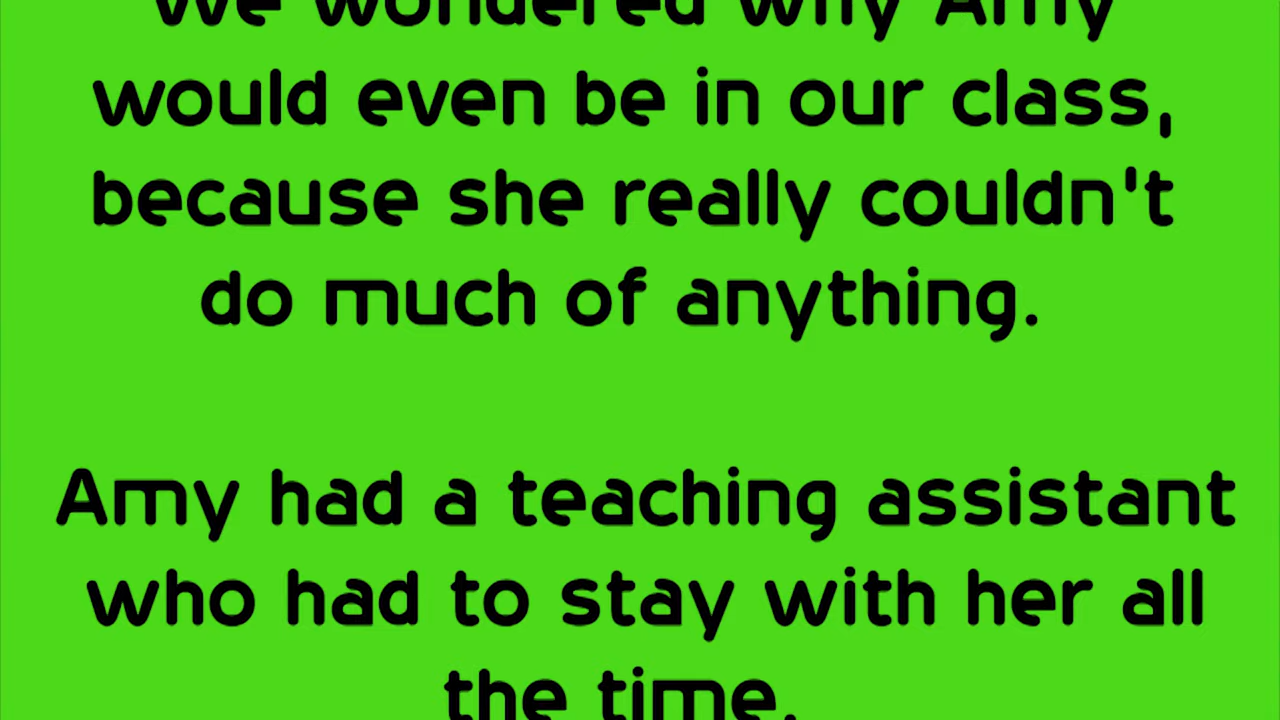 We wondered why Amy
would even be in our class,
because she really couldn't
do much of anything.
Amy had a teaching assistant
who had to stay with her all
the time.